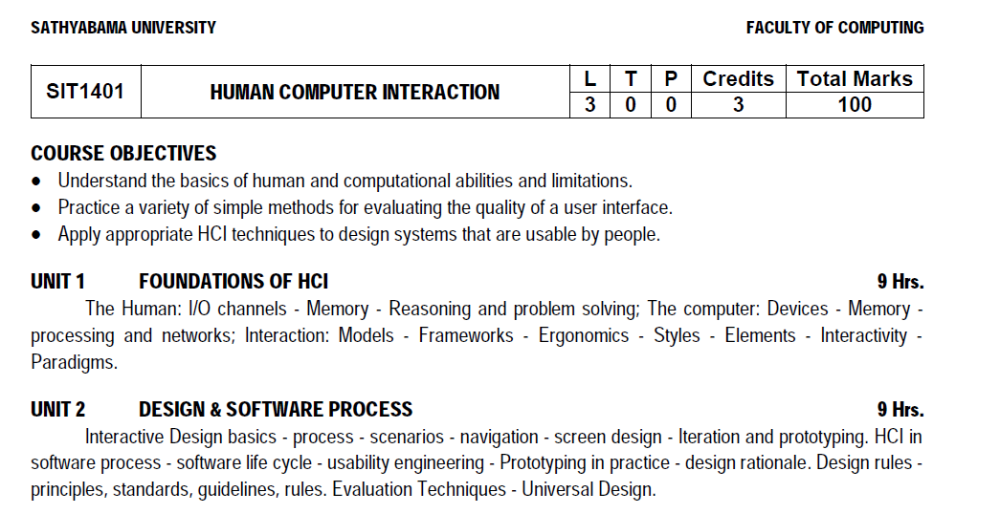 SATHYABAMA UNIVERSITY FACULTY OF COMPUTING
SIT1401 HUMAN COMPUTER INTERACTION L T P Credits Total Marks
3 0 0 3 100
COURSE OBJECTIVES
● Understand the basics of human and computational abilities and limitations.
● Practice a variety of simple methods for evaluating the quality of a user interface.
● Apply appropriate HCI techniques to design systems that are usable by people.
UNIT 1 FOUNDATIONS OF HCI 9 Hrs.
The Human: I/O channels - Memory - Reasoning and problem solving; The computer: Devices - Memory -
processing and networks; Interaction: Models - Frameworks - Ergonomics - Styles - Elements - Interactivity -
Paradigms.
UNIT 2 DESIGN & SOFTWARE PROCESS 9 Hrs.
Interactive Design basics - process - scenarios - navigation - screen design - Iteration and prototyping. HCI in
software process - software life cycle - usability engineering - Prototyping in practice - design rationale. Design rules -
principles, standards, guidelines, rules. Evaluation Techniques - Universal Design.